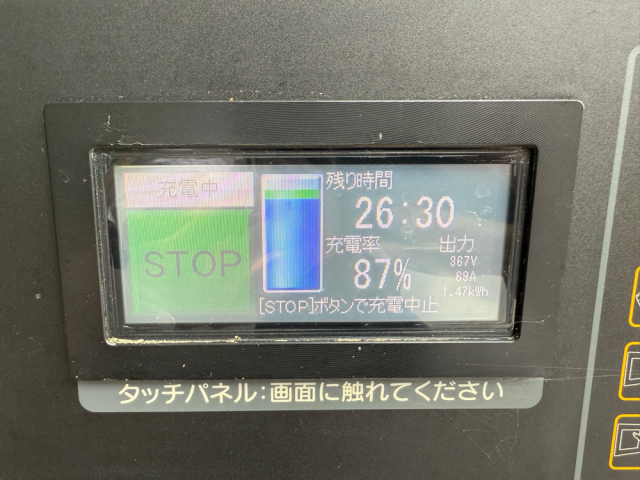 充電中
STOP
残り時間
26:30
充電率
87%
出力
367V
69A
1.47kWh
[STOP]ボタンで充電中止
タッチパネル:画面に触れてください